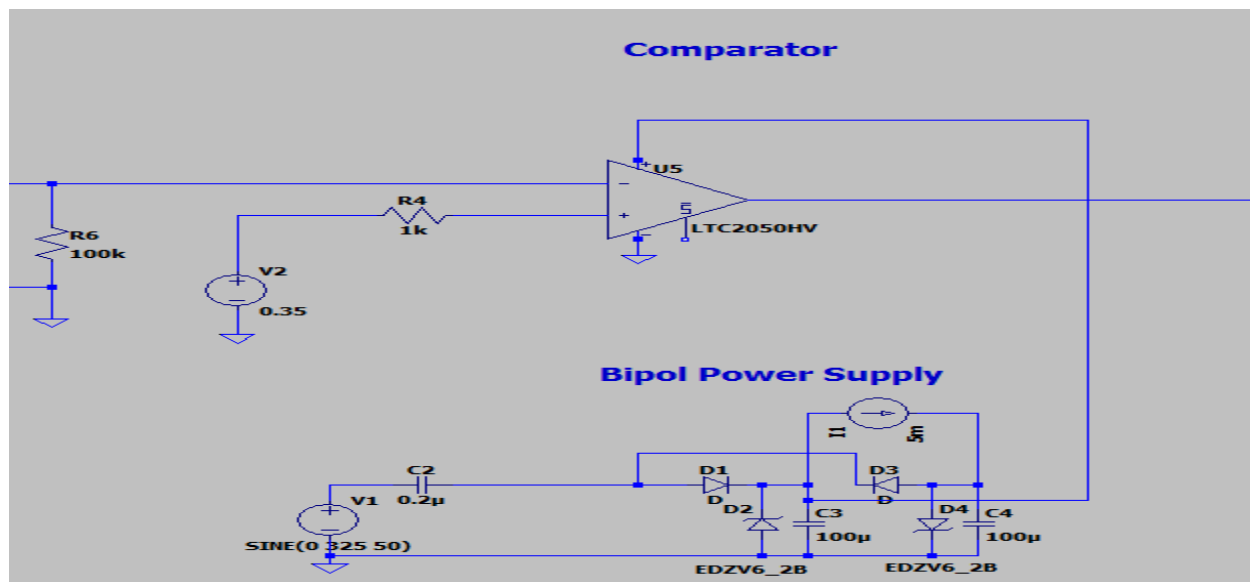 Comparator
U5
R4
1k
LTC2050HV
R6
100k
V2
0.35
Bipol Power Supply
I1
5m
C2
0.2µ
D1
D
D3
D
V1
SINE(0 325 50)
D2
C3
100µ
D4
C4
100µ
EDZV6_2B
EDZV6_2B